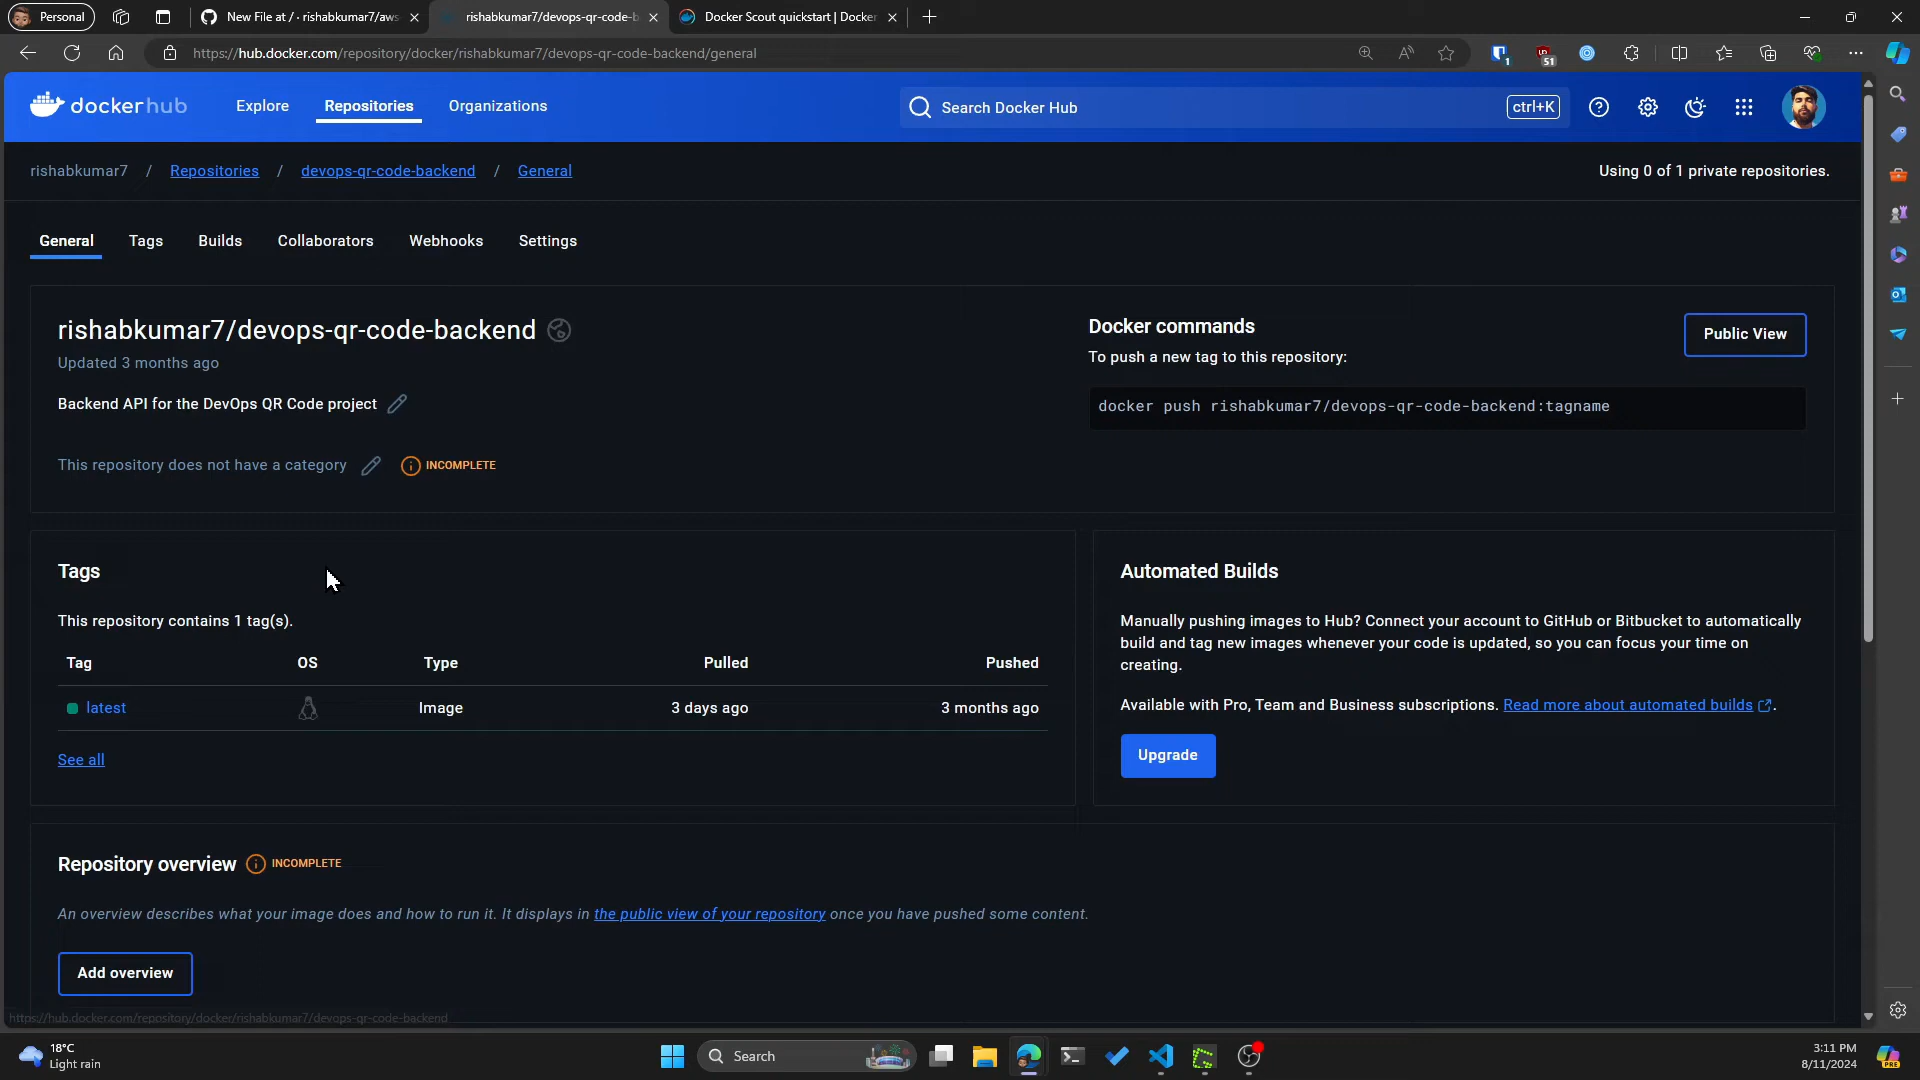 Personal
New File at / · rishabkumar7/aws
rishabkumar7/devops-qr-code-b
Docker Scout quickstart | Docker
https://hub.docker.com/repository/docker/rishabkumar7/devops-qr-code-backend/general
1
51
dockerhub
Explore
Repositories
Organizations
Search Docker Hub
ctrl+K
rishabkumar7 / Repositories / devops-qr-code-backend / General
Using 0 of 1 private repositories.
General
Tags
Builds
Collaborators
Webhooks
Settings
rishabkumar7/devops-qr-code-backend
Updated 3 months ago
Backend API for the DevOps QR Code project
This repository does not have a category
INCOMPLETE
Docker commands
To push a new tag to this repository:
Public View
docker push rishabkumar7/devops-qr-code-backend:tagname
Tags
This repository contains 1 tag(s).
Tag OS Type Pulled Pushed
latest Image 3 days ago 3 months ago
See all
Automated Builds
Manually pushing images to Hub? Connect your account to GitHub or Bitbucket to automatically
build and tag new images whenever your code is updated, so you can focus your time on
creating.
Available with Pro, Team and Business subscriptions. Read more about automated builds .
Upgrade
Repository overview
INCOMPLETE
An overview describes what your image does and how to run it. It displays in the public view of your repository once you have pushed some content.
Add overview
https://hub.docker.com/repository/docker/rishabkumar7/devops-qr-code-backend
18°C
Light rain
Search
3:11 PM
8/11/2024
PRE